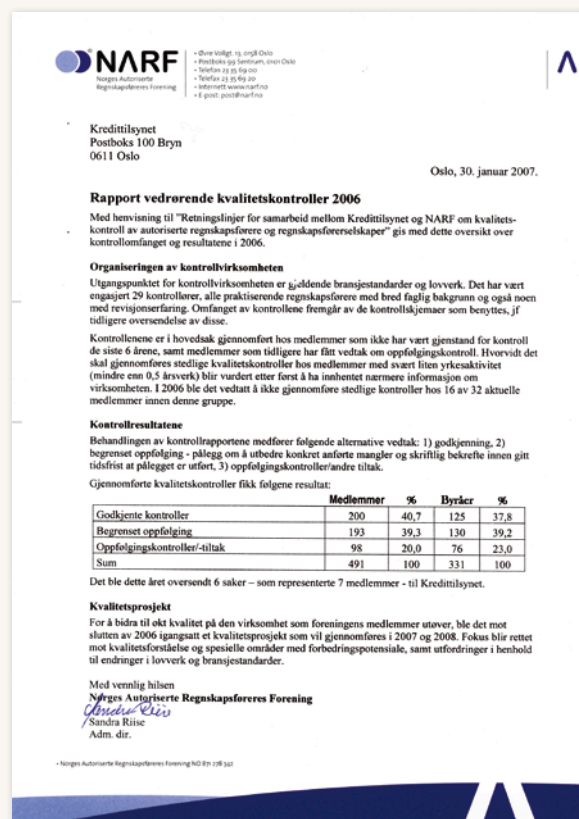 NARF
Norges Autoriserte
Regnskapsføreres Forening
• Øvre Vollgt. 13, 0158 Oslo
• Postboks 99 Sentrum, 0101 Oslo
• Telefon 23 35 69 00
• Telefax 23 35 69 20
• Internett www.narf.no
• E-post: post@narf.no
Kredittilsynet
Postboks 100 Bryn
0611 Oslo
Oslo, 30. januar 2007.
Rapport vedrørende kvalitetskontroller 2006
Med henvisning til "Retningslinjer for samarbeid mellom Kredittilsynet og NARF om kvalitets-
kontroll av autoriserte regnskapsførere og regnskapsførerselskaper" gis med dette oversikt over
kontrollomfanget og resultatene i 2006.
Organiseringen av kontrollvirksomheten
Utgangspunktet for kontrollvirksomheten er gjeldende bransjestandarder og lovverk. Det har vært
engasjert 29 kontrollører, alle praktiserende regnskapsførere med bred faglig bakgrunn og også noen
med revisjonserfaring. Omfanget av kontrollene fremgår av de kontrollskjemaer som benyttes, jf
tidligere oversendelse av disse.
Kontrollene er i hovedsak gjennomført hos medlemmer som ikke har vært gjenstand for kontroll
de siste 6 årene, samt medlemmer som tidligere har fått vedtak om oppfølgingskontroll. Hvorvidt det
skal gjennomføres stedlige kvalitetskontroller hos medlemmer med svært liten yrkesaktivitet
(mindre enn 0,5 årsverk) blir vurdert etter først å ha innhentet nærmere informasjon om
virksomheten. I 2006 ble det vedtatt å ikke gjennomføre stedlige kontroller hos 16 av 32 aktuelle
medlemmer innen denne gruppe.
Kontrollresultatene
Behandlingen av kontrollrapportene medfører følgende alternative vedtak: 1) godkjenning, 2)
begrenset oppfølging - pålegg om å utbedre konkret anførte mangler og skriftlig bekrefte innen gitt
tidsfrist at pålegget er utført, 3) oppfølgingskontroller/andre tiltak.
Gjennomførte kvalitetskontroller fikk følgene resultat:
Medlemmer % Byråer %
Godkjente kontroller 200 40,7 125 37,8
Begrenset oppfølging 193 39,3 130 39,2
Oppfølgingskontroller/-tiltak 98 20,0 76 23,0
Sum 491 100 331 100
Det ble dette året oversendt 6 saker – som representerte 7 medlemmer - til Kredittilsynet.
Kvalitetsprosjekt
For å bidra til økt kvalitet på den virksomhet som foreningens medlemmer utøver, ble det mot
slutten av 2006 igangsatt et kvalitetsprosjekt som vil gjennomføres i 2007 og 2008. Fokus blir rettet
mot kvalitetsforståelse og spesielle områder med forbedringspotensiale, samt utfordringer i henhold
til endringer i lovverk og bransjestandarder.
Med vennlig hilsen
Norges Autoriserte Regnskapsføreres Forening
Sandra Riise
Sandra Riise
Adm. dir.
• Norges Autoriserte Regnskapsføreres Forening NO 871 278 342